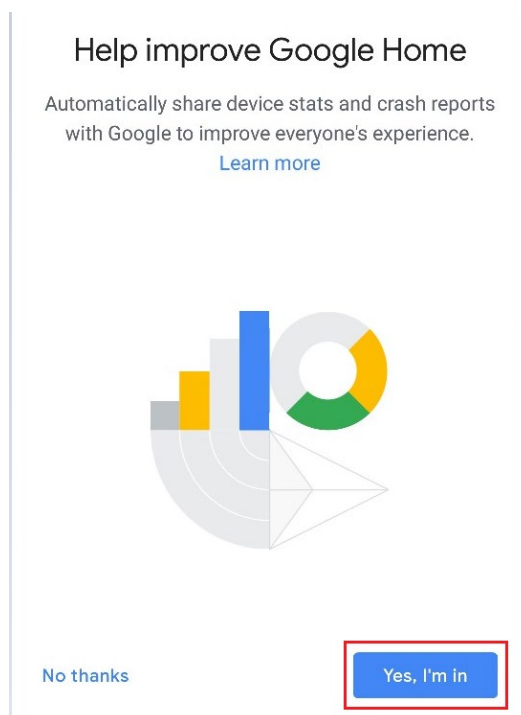 Help improve Google Home
Automatically share device stats and crash reports
with Google to improve everyone's experience.
Learn more
No thanks
Yes, I'm in